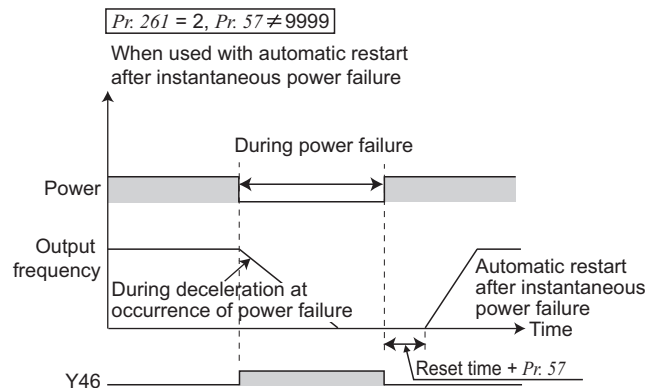 Pr. 261 = 2, Pr. 57 ≠ 9999
When used with automatic restart
after instantaneous power failure
During power failure
Power
Output
frequency
During deceleration at
occurrence of power failure
Automatic restart
after instantaneous
power failure
Time
Reset time + Pr. 57
Y46